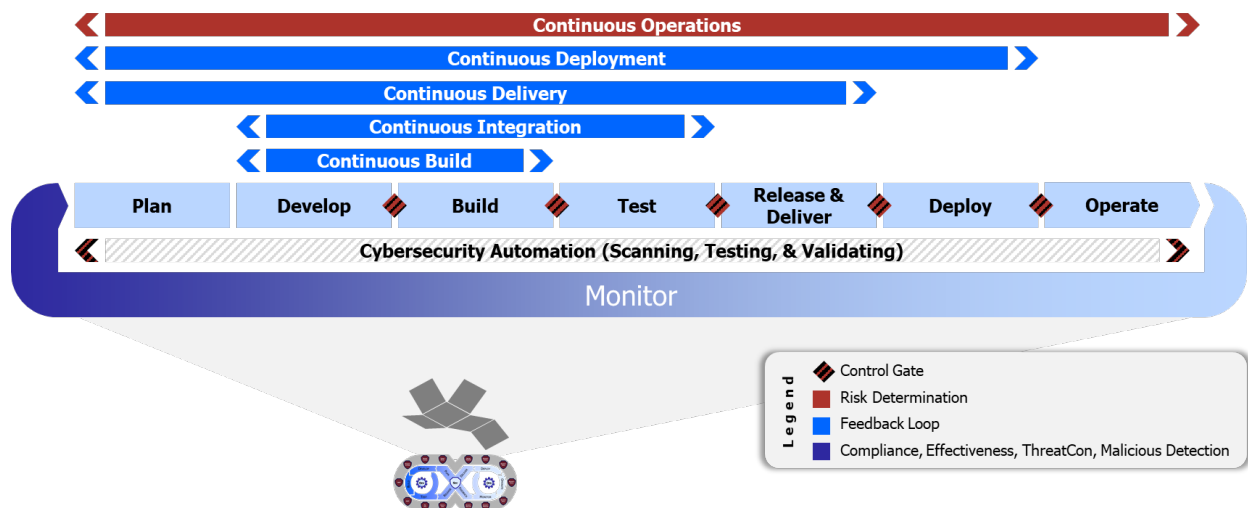 Continuous Operations
Continuous Deployment
Continuous Delivery
Continuous Integration
Continuous Build
Plan
Develop
Build
Test
Release &
Deliver
Deploy
Operate
Cybersecurity Automation (Scanning, Testing, & Validating)
Monitor
Legend
Control Gate
Risk Determination
Feedback Loop
Compliance, Effectiveness, ThreatCon, Malicious Detection